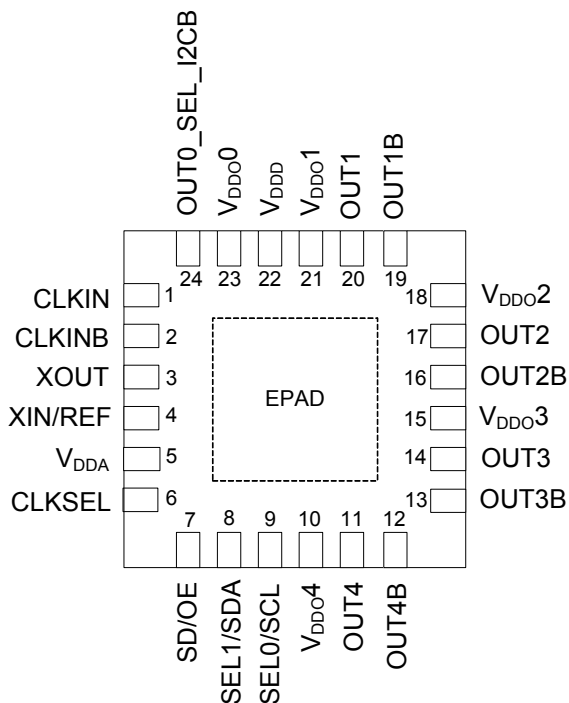 OUT0_SEL_I2CB
VDDO0
VDDD
VDDO1
OUT1
OUT1B
24
23
22
21
20
19
CLKIN
1
CLKINB
2
XOUT
3
XIN/REF
4
VDDA
5
CLKSEL
6
EPAD
18
VDDO2
17
OUT2
16
OUT2B
15
VDDO3
14
OUT3
13
OUT3B
7
8
9
10
11
12
SD/OE
SEL1/SDA
SEL0/SCL
VDDO4
OUT4
OUT4B